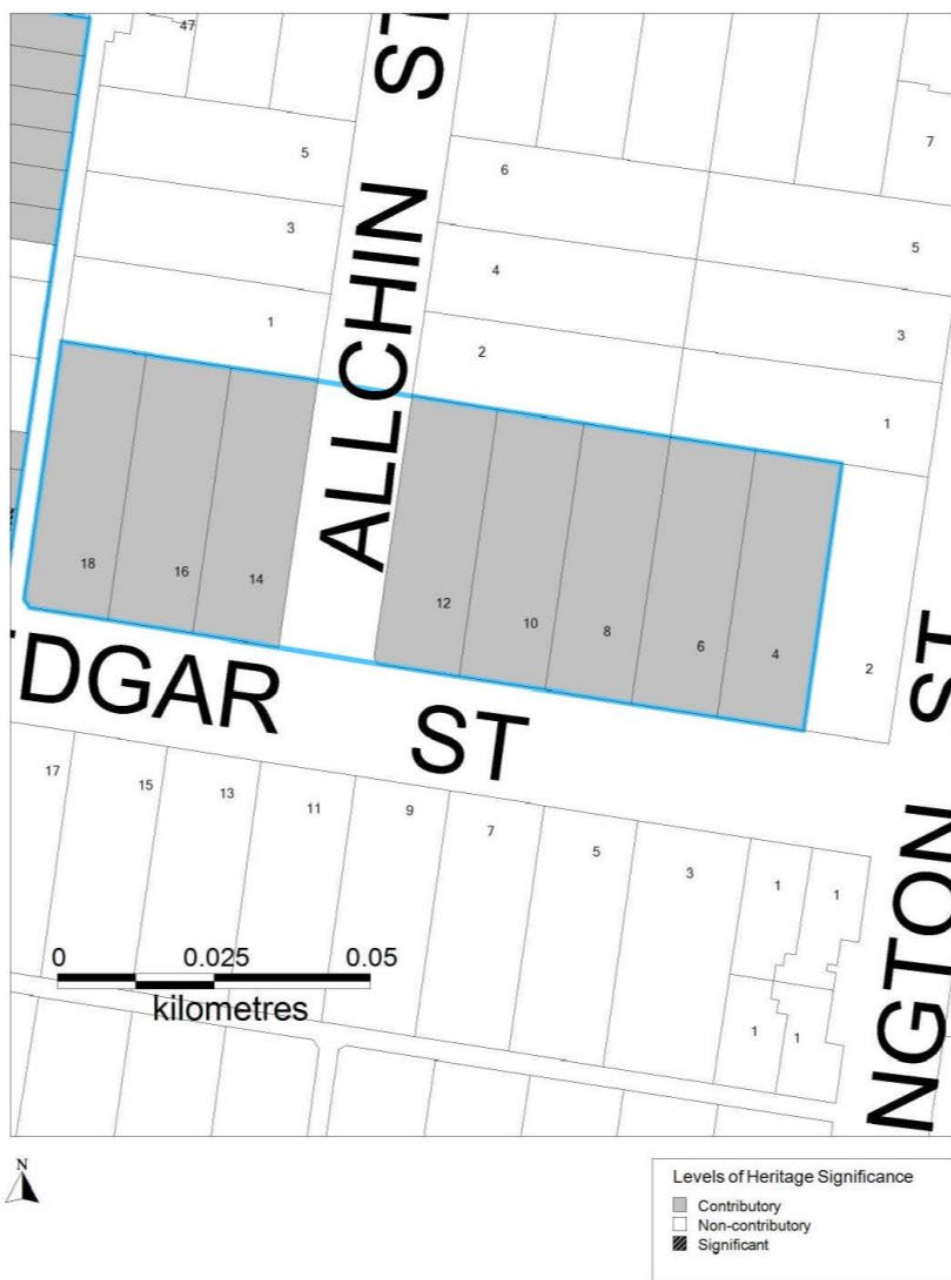 47
ST
7
5
6
3
5
4
ALLCHIN
3
1
2
1
18
16
14
12
10
8
6
4
2
DGAR ST
ST
17
15
13
11
9
7
5
3
1
1
NGTON
0 0.025 0.05
kilometres
1
1
N
Levels of Heritage Significance
Contributory
Non-contributory
Significant